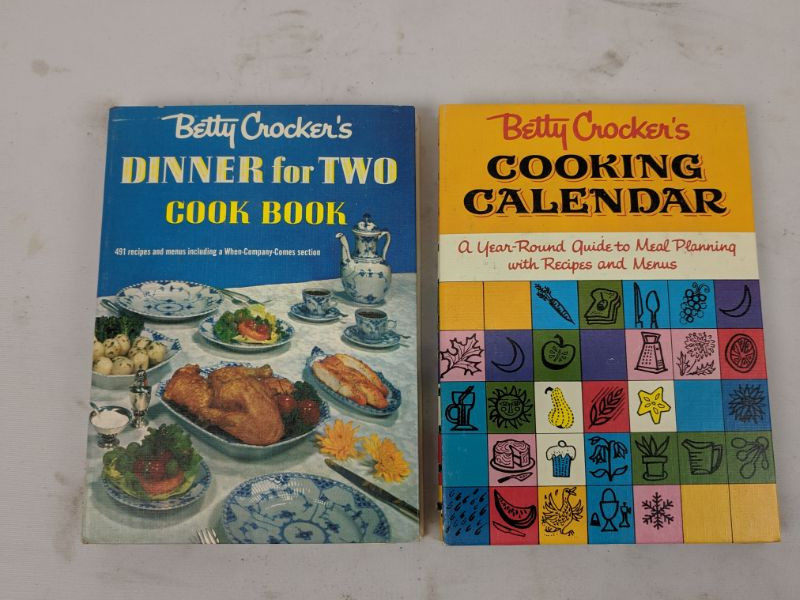 Betty Crocker's
DINNER for TWO
COOK BOOK
491 recipes and menus including a When-Company-Comes section
Betty Crocker's
COOKING
CALENDAR
A Year-Round Guide to Meal Planning
with Recipes and Menus